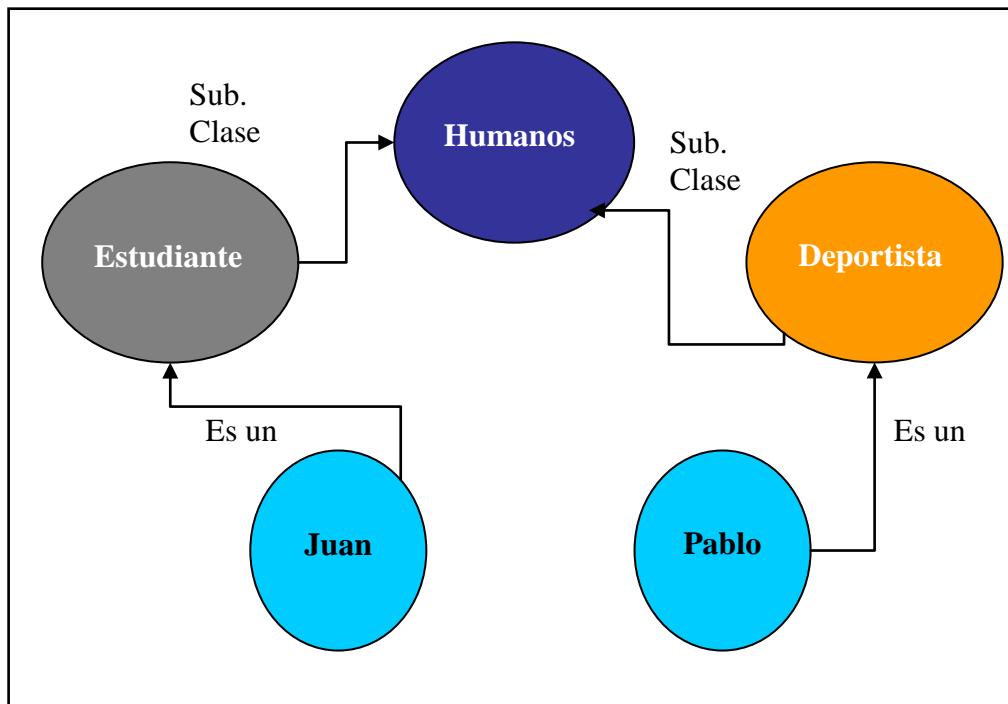 Sub.
Clase
Humanos
Sub.
Clase
Estudiante
Deportista
Es un
Es un
Juan
Pablo